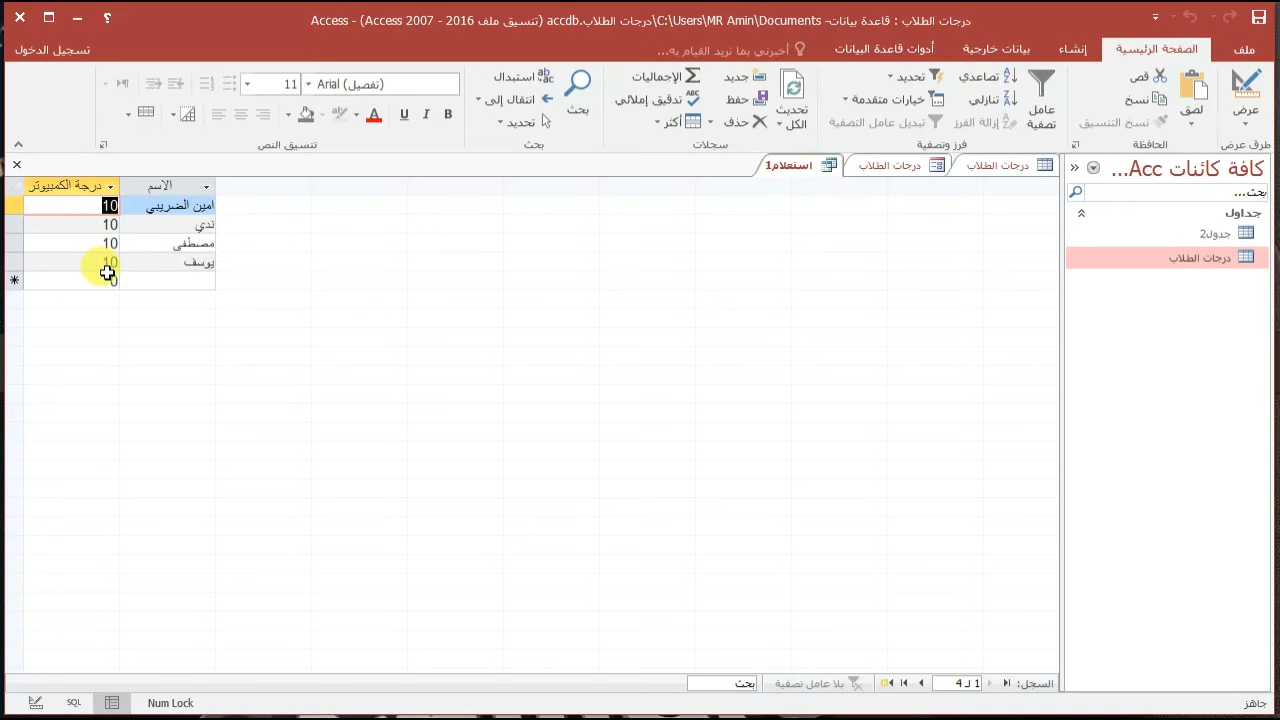 درجات الطلاب : قاعدة بيانات- C:\Users\MR Amin\Documents\درجات الطلاب.accdb (تنسيق ملف Access 2007 - 2016) - Access
ملف
الصفحة الرئيسية
إنشاء
بيانات خارجية
أدوات قاعدة البيانات
أخبرني بما تريد القيام به...
تسجيل الدخول
عرض
طرق عرض
لصق
قص
نسخ
نسخ التنسيق
الحافظة
عامل تصفية
تصاعدي
تنازلي
إزالة الفرز
تحديد
خيارات متقدمة
تبديل عامل التصفية
فرز وتصفية
تحديث الكل
جديد
حفظ
حذف
الإجماليات
تدقيق إملائي
أكثر
سجلات
بحث
استبدال
انتقال إلى
تحديد
بحث
Arial (تفصيل)
11
B I U A
تنسيق النص
كافة كائنات Acc...
بحث...
جداول
جدول2
درجات الطلاب
درجات الطلاب
درجات الطلاب
استعلام1
الاسم درجة الكمبيوتر
امين الضريبي 10
ندي 10
مصطفى 10
يوسف 10
0
السجل: 1 لـ 4 بلا عامل تصفية بحث
جاهز
Num Lock
SQL